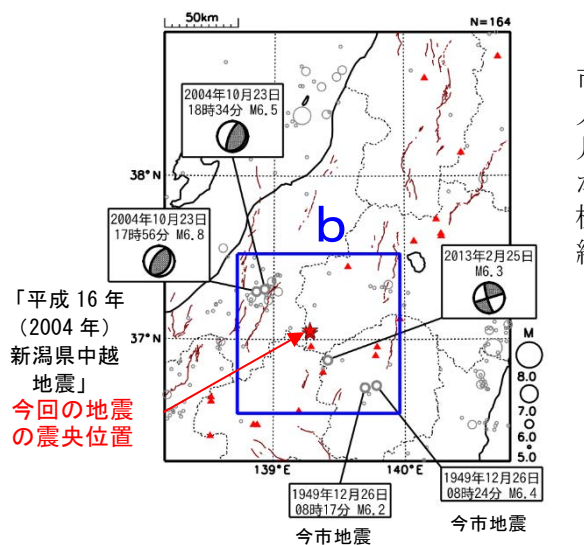 50km
N=164
2004年10月23日
18時34分 M6.5
38°N
2004年10月23日
17時56分 M6.8
b
2013年2月25日
M6.3
「平成 16 年
（2004 年）
新潟県中越
地震」
今回の地震
の震央位置
37°N
M
8.0
7.0
6.0
5.0
139°E
140°E
1949年12月26日
08時17分 M6.2
今市地震
1949年12月26日
08時24分 M6.4
今市地震